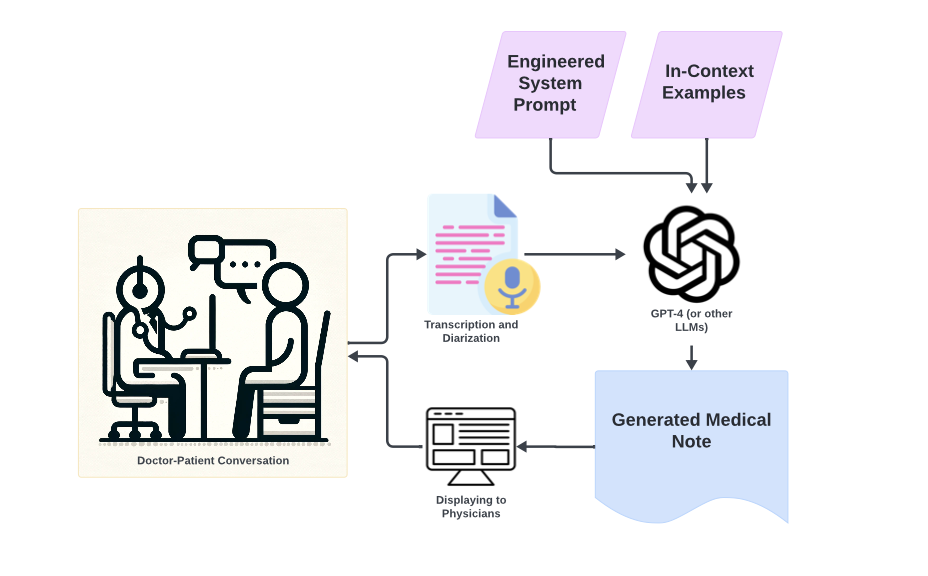 Engineered
System
Prompt
In-Context
Examples
Transcription and
Diarization
GPT-4 (or other
LLMs)
Doctor-Patient Conversation
Generated Medical
Note
Displaying to
Physicians